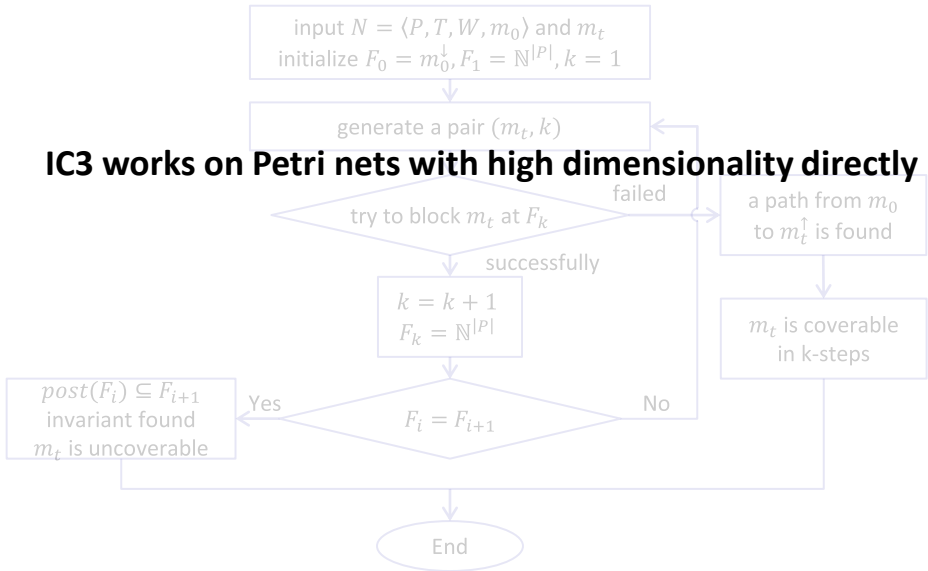 input N = ⟨P, T, W, m₀⟩ and mₜ
initialize F₀ = m₀↓, F₁ = ℕ^|P|, k = 1
generate a pair (mₜ, k)
IC3 works on Petri nets with high dimensionality directly
failed
try to block mₜ at Fₖ
a path from m₀
to mₜ↑ is found
successfully
k = k + 1
Fₖ = ℕ^|P|
mₜ is coverable
in k-steps
post(Fᵢ) ⊆ Fᵢ₊₁
invariant found
mₜ is uncoverable
Yes
Fᵢ = Fᵢ₊₁
No
End